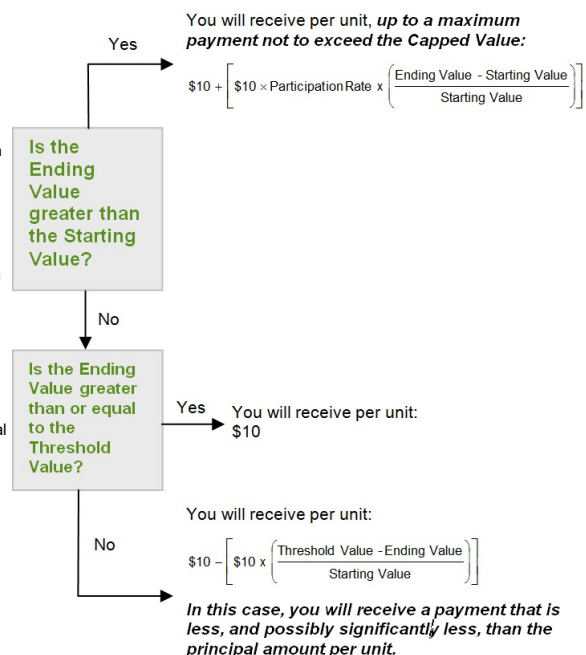 You will receive per unit, up to a maximum
payment not to exceed the Capped Value:
Yes
$10 + [ $10 × Participation Rate x ( Ending Value - Starting Value / Starting Value ) ]
Is the
Ending
Value
greater than
the Starting
Value?
No
Is the Ending
Value greater
than or equal
to the
Threshold
Value?
Yes
You will receive per unit:
$10
No
You will receive per unit:
$10 – [ $10 x ( Threshold Value - Ending Value / Starting Value ) ]
In this case, you will receive a payment that is
less, and possibly significantly less, than the
principal amount per unit.